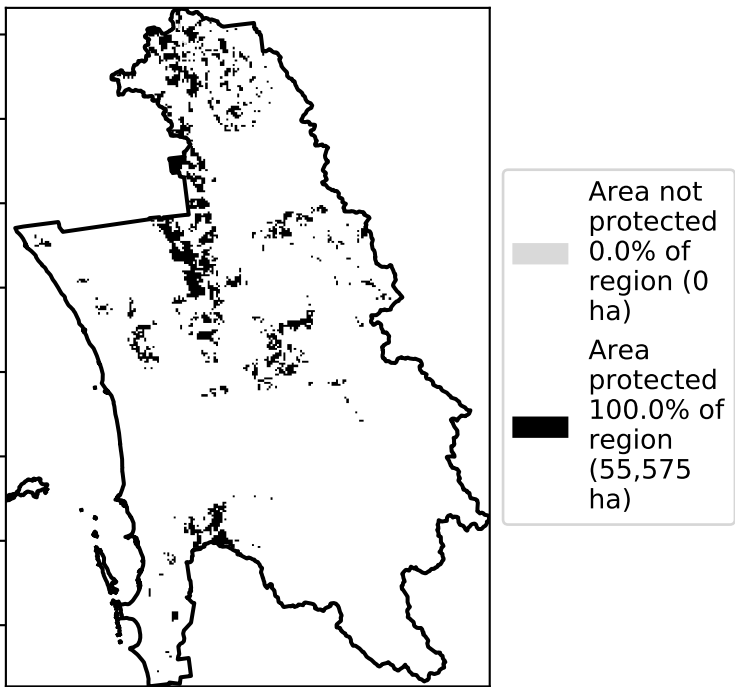 Area not
protected
0.0% of
region (0
ha)
Area
protected
100.0% of
region
(55,575
ha)